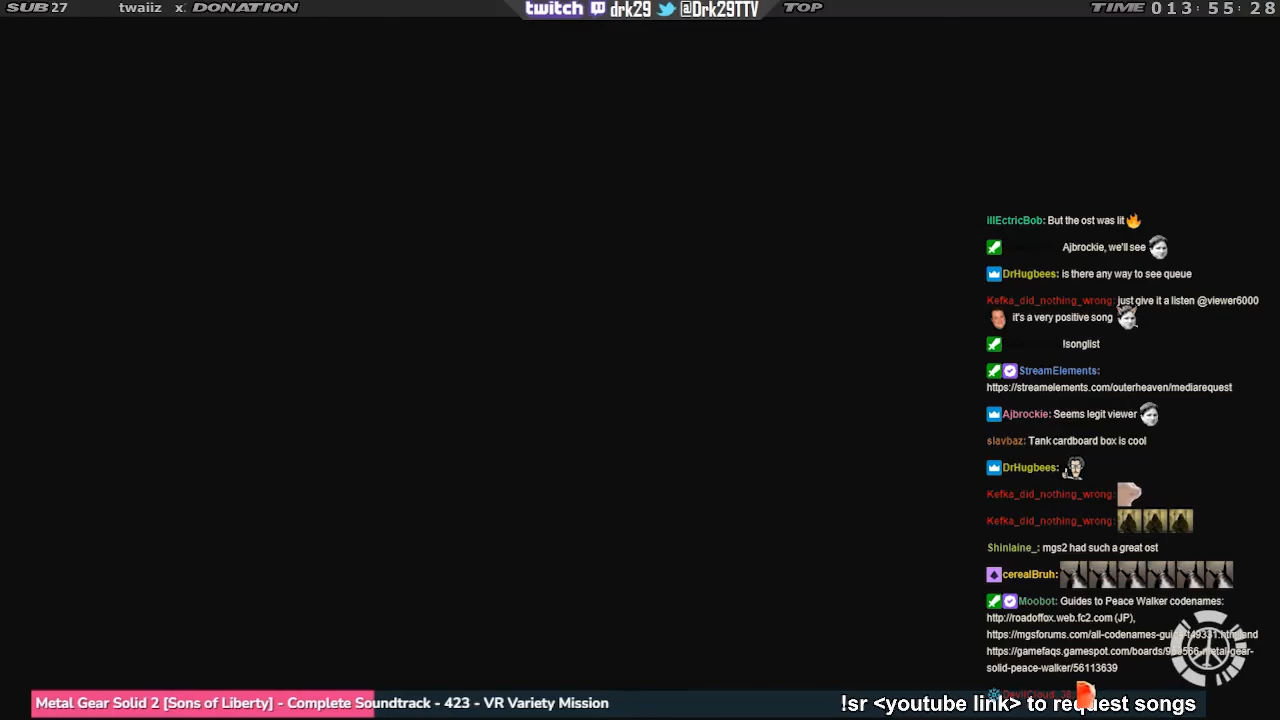 SUB27 twaiiz x. DONATION twitch drk29 @Drk29TTV TOP TIME 013:55:28
illEctricBob: But the ost was lit
Ajbrockie, we'll see
DrHugbees: is there any way to see queue
Kefka_did_nothing_wrong: just give it a listen @viewer6000
it's a very positive song
!songlist
StreamElements:
https://streamelements.com/outerheaven/mediarequest
Ajbrockie: Seems legit viewer
slavbaz: Tank cardboard box is cool
DrHugbees:
Kefka_did_nothing_wrong:
Kefka_did_nothing_wrong:
Shinlaine_: mgs2 had such a great ost
cerealBruh:
Moobot: Guides to Peace Walker codenames:
http://roadoffox.web.fc2.com (JP),
solid-peace-walker/56113639
Metal Gear Solid 2 [Sons of Liberty] - Complete Soundtrack - 423 - VR Variety Mission
!sr <youtube link> to request songs